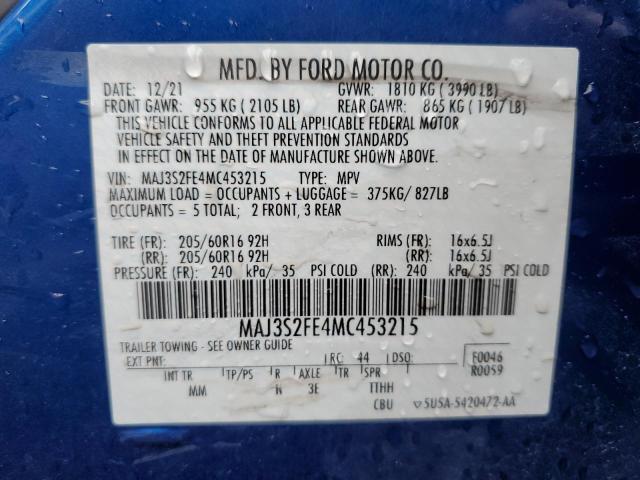 MFD. BY FORD MOTOR CO.
DATE: 12/21 GVWR: 1810 KG ( 3990 LB)
FRONT GAWR: 955 KG ( 2105 LB) REAR GAWR: 865 KG ( 1907 LB)
THIS VEHICLE CONFORMS TO ALL APPLICABLE FEDERAL MOTOR
VEHICLE SAFETY AND THEFT PREVENTION STANDARDS
IN EFFECT ON THE DATE OF MANUFACTURE SHOWN ABOVE.
VIN: MAJ3S2FE4MC453215 TYPE: MPV
MAXIMUM LOAD = OCCUPANTS + LUGGAGE = 375KG/ 827LB
OCCUPANTS = 5 TOTAL; 2 FRONT, 3 REAR
TIRE (FR): 205/60R16 92H RIMS (FR): 16x6.5J
(RR): 205/60R16 92H (RR): 16x6.5J
PRESSURE (FR): 240 kPa/ 35 PSI COLD (RR): 240 kPa/ 35 PSI COLD
MAJ3S2FE4MC453215
TRAILER TOWING - SEE OWNER GUIDE
EXT PNT: RC: 44 DSO: F0046
INT TR TP/PS R AXLE TR SPR R0059
MM N 3E TTHH
CBU 5U5A-5420472-AA